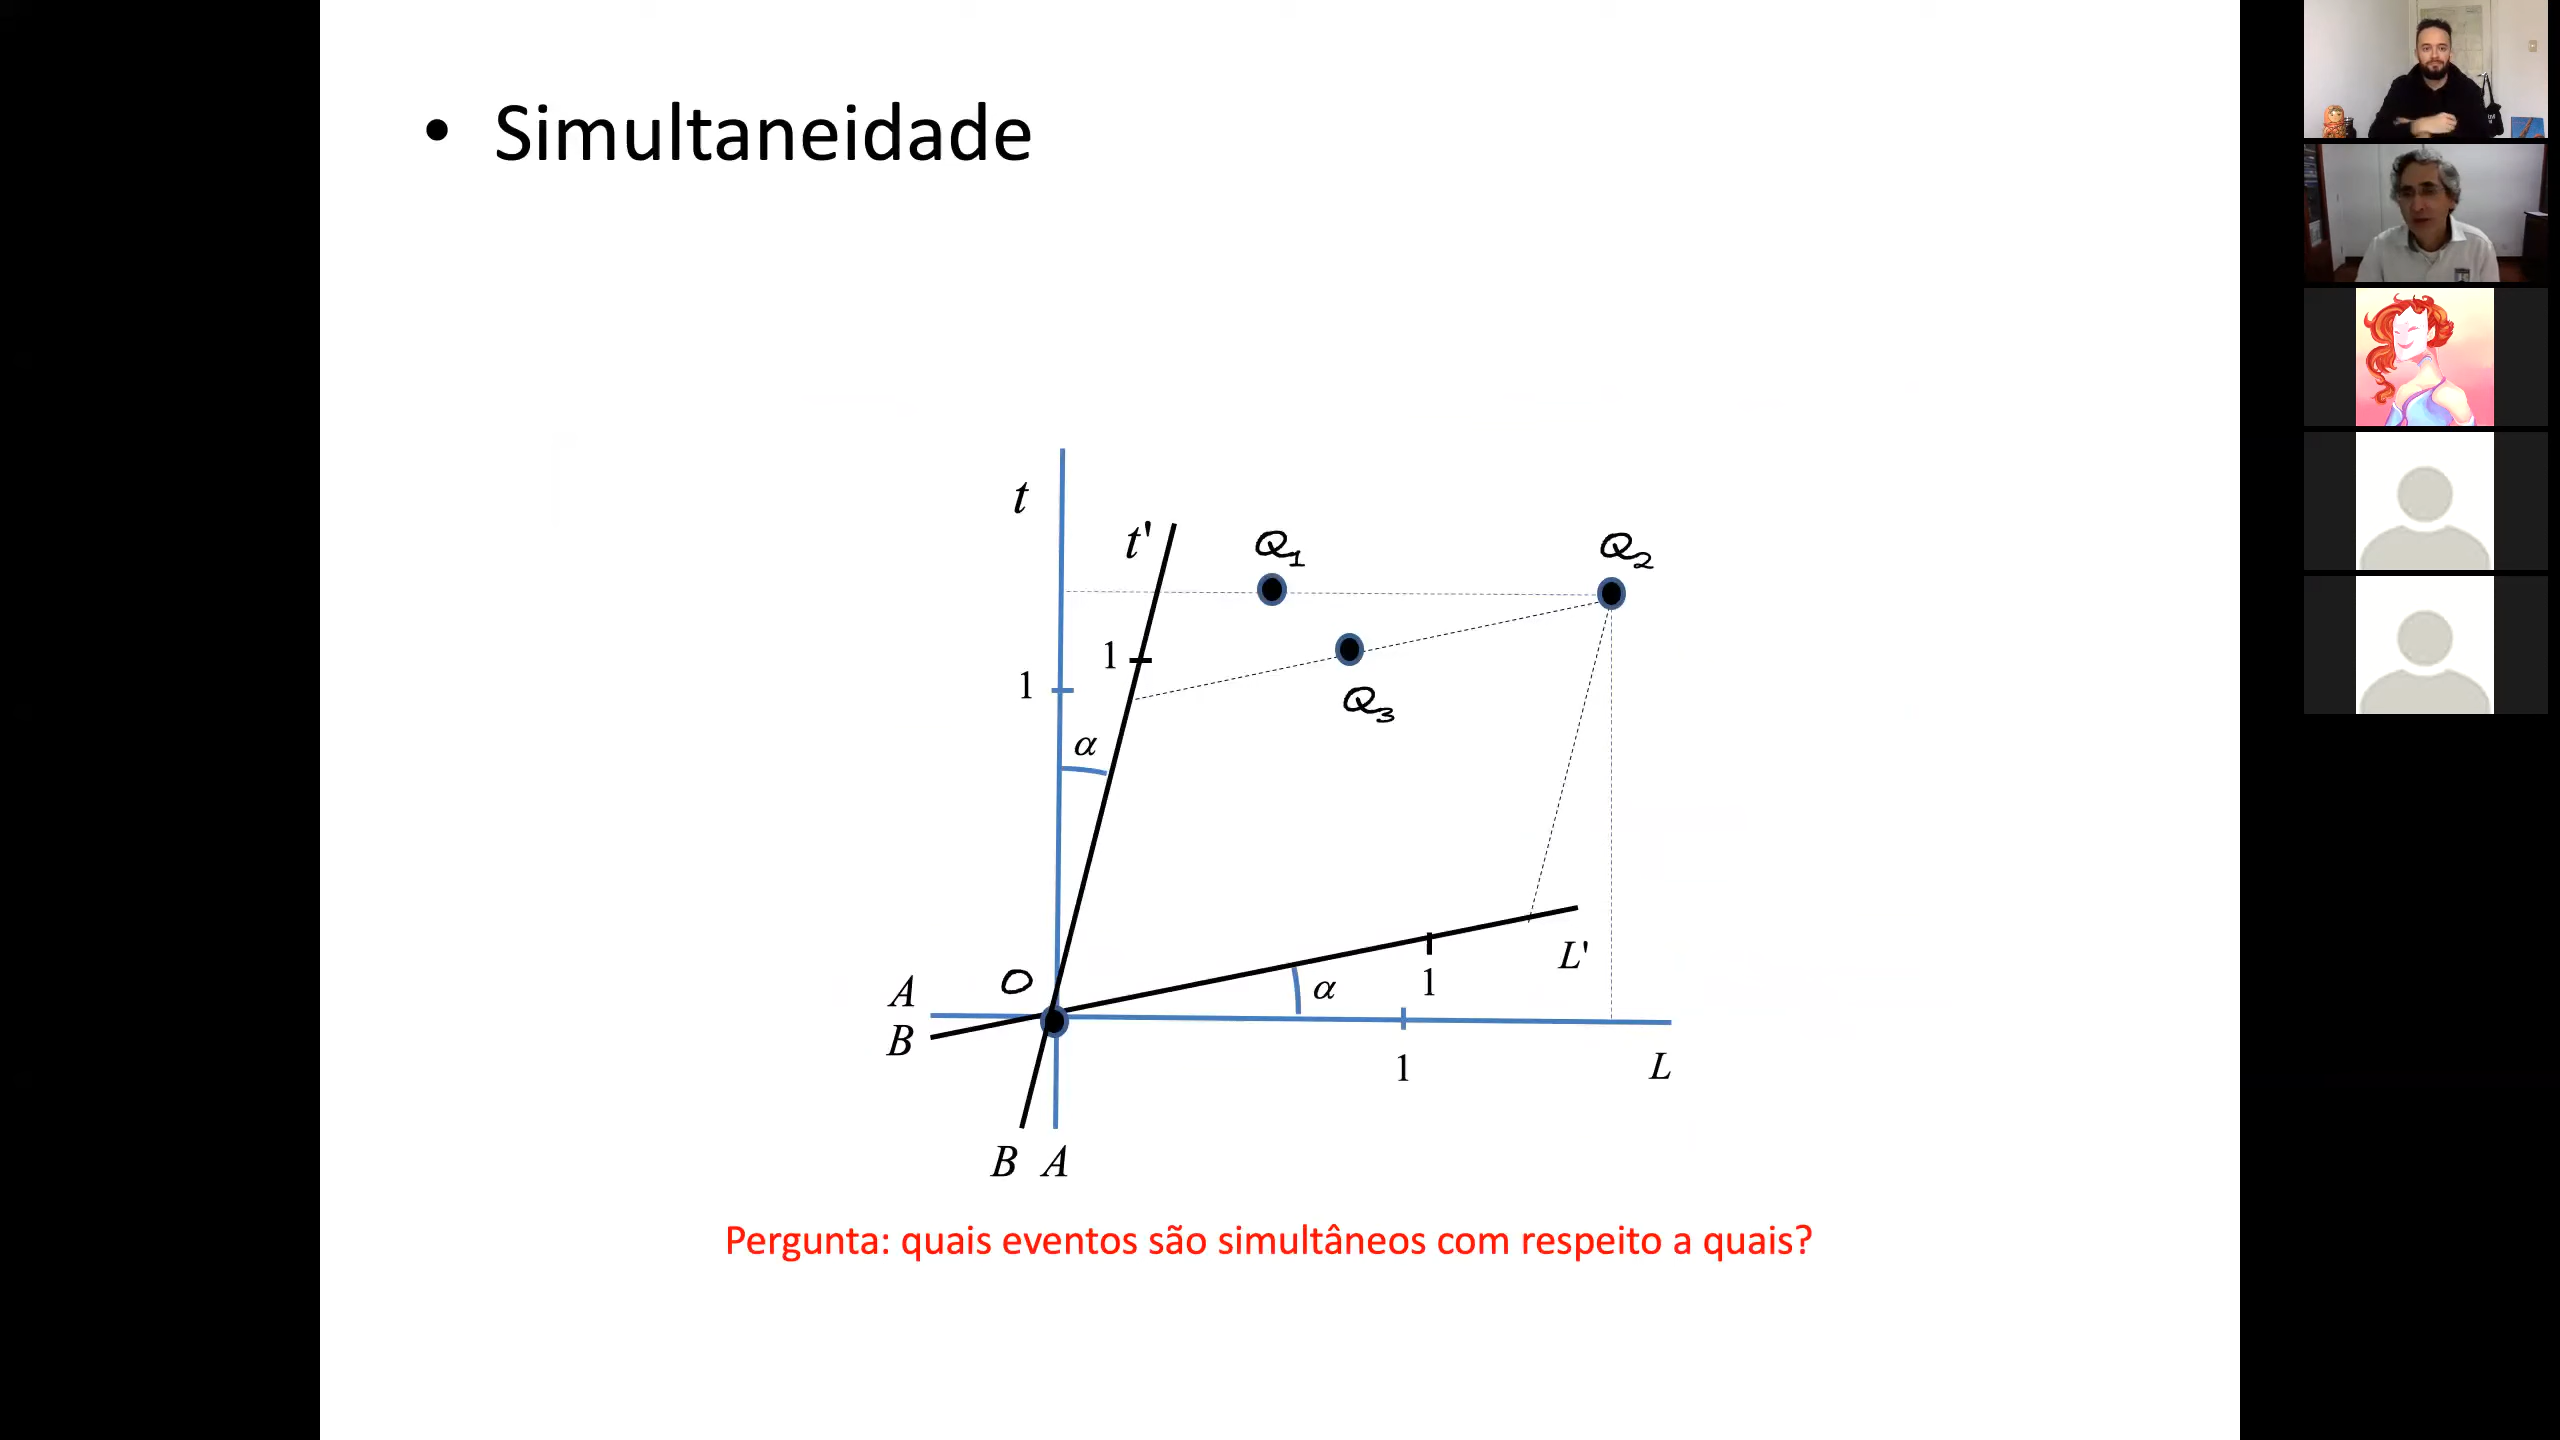 • Simultaneidade
t
t'
Q1
Q2
1
1
Q3
α
O
A
B
α
1
L'
1
L
B A
Pergunta: quais eventos são simultâneos com respeito a quais?